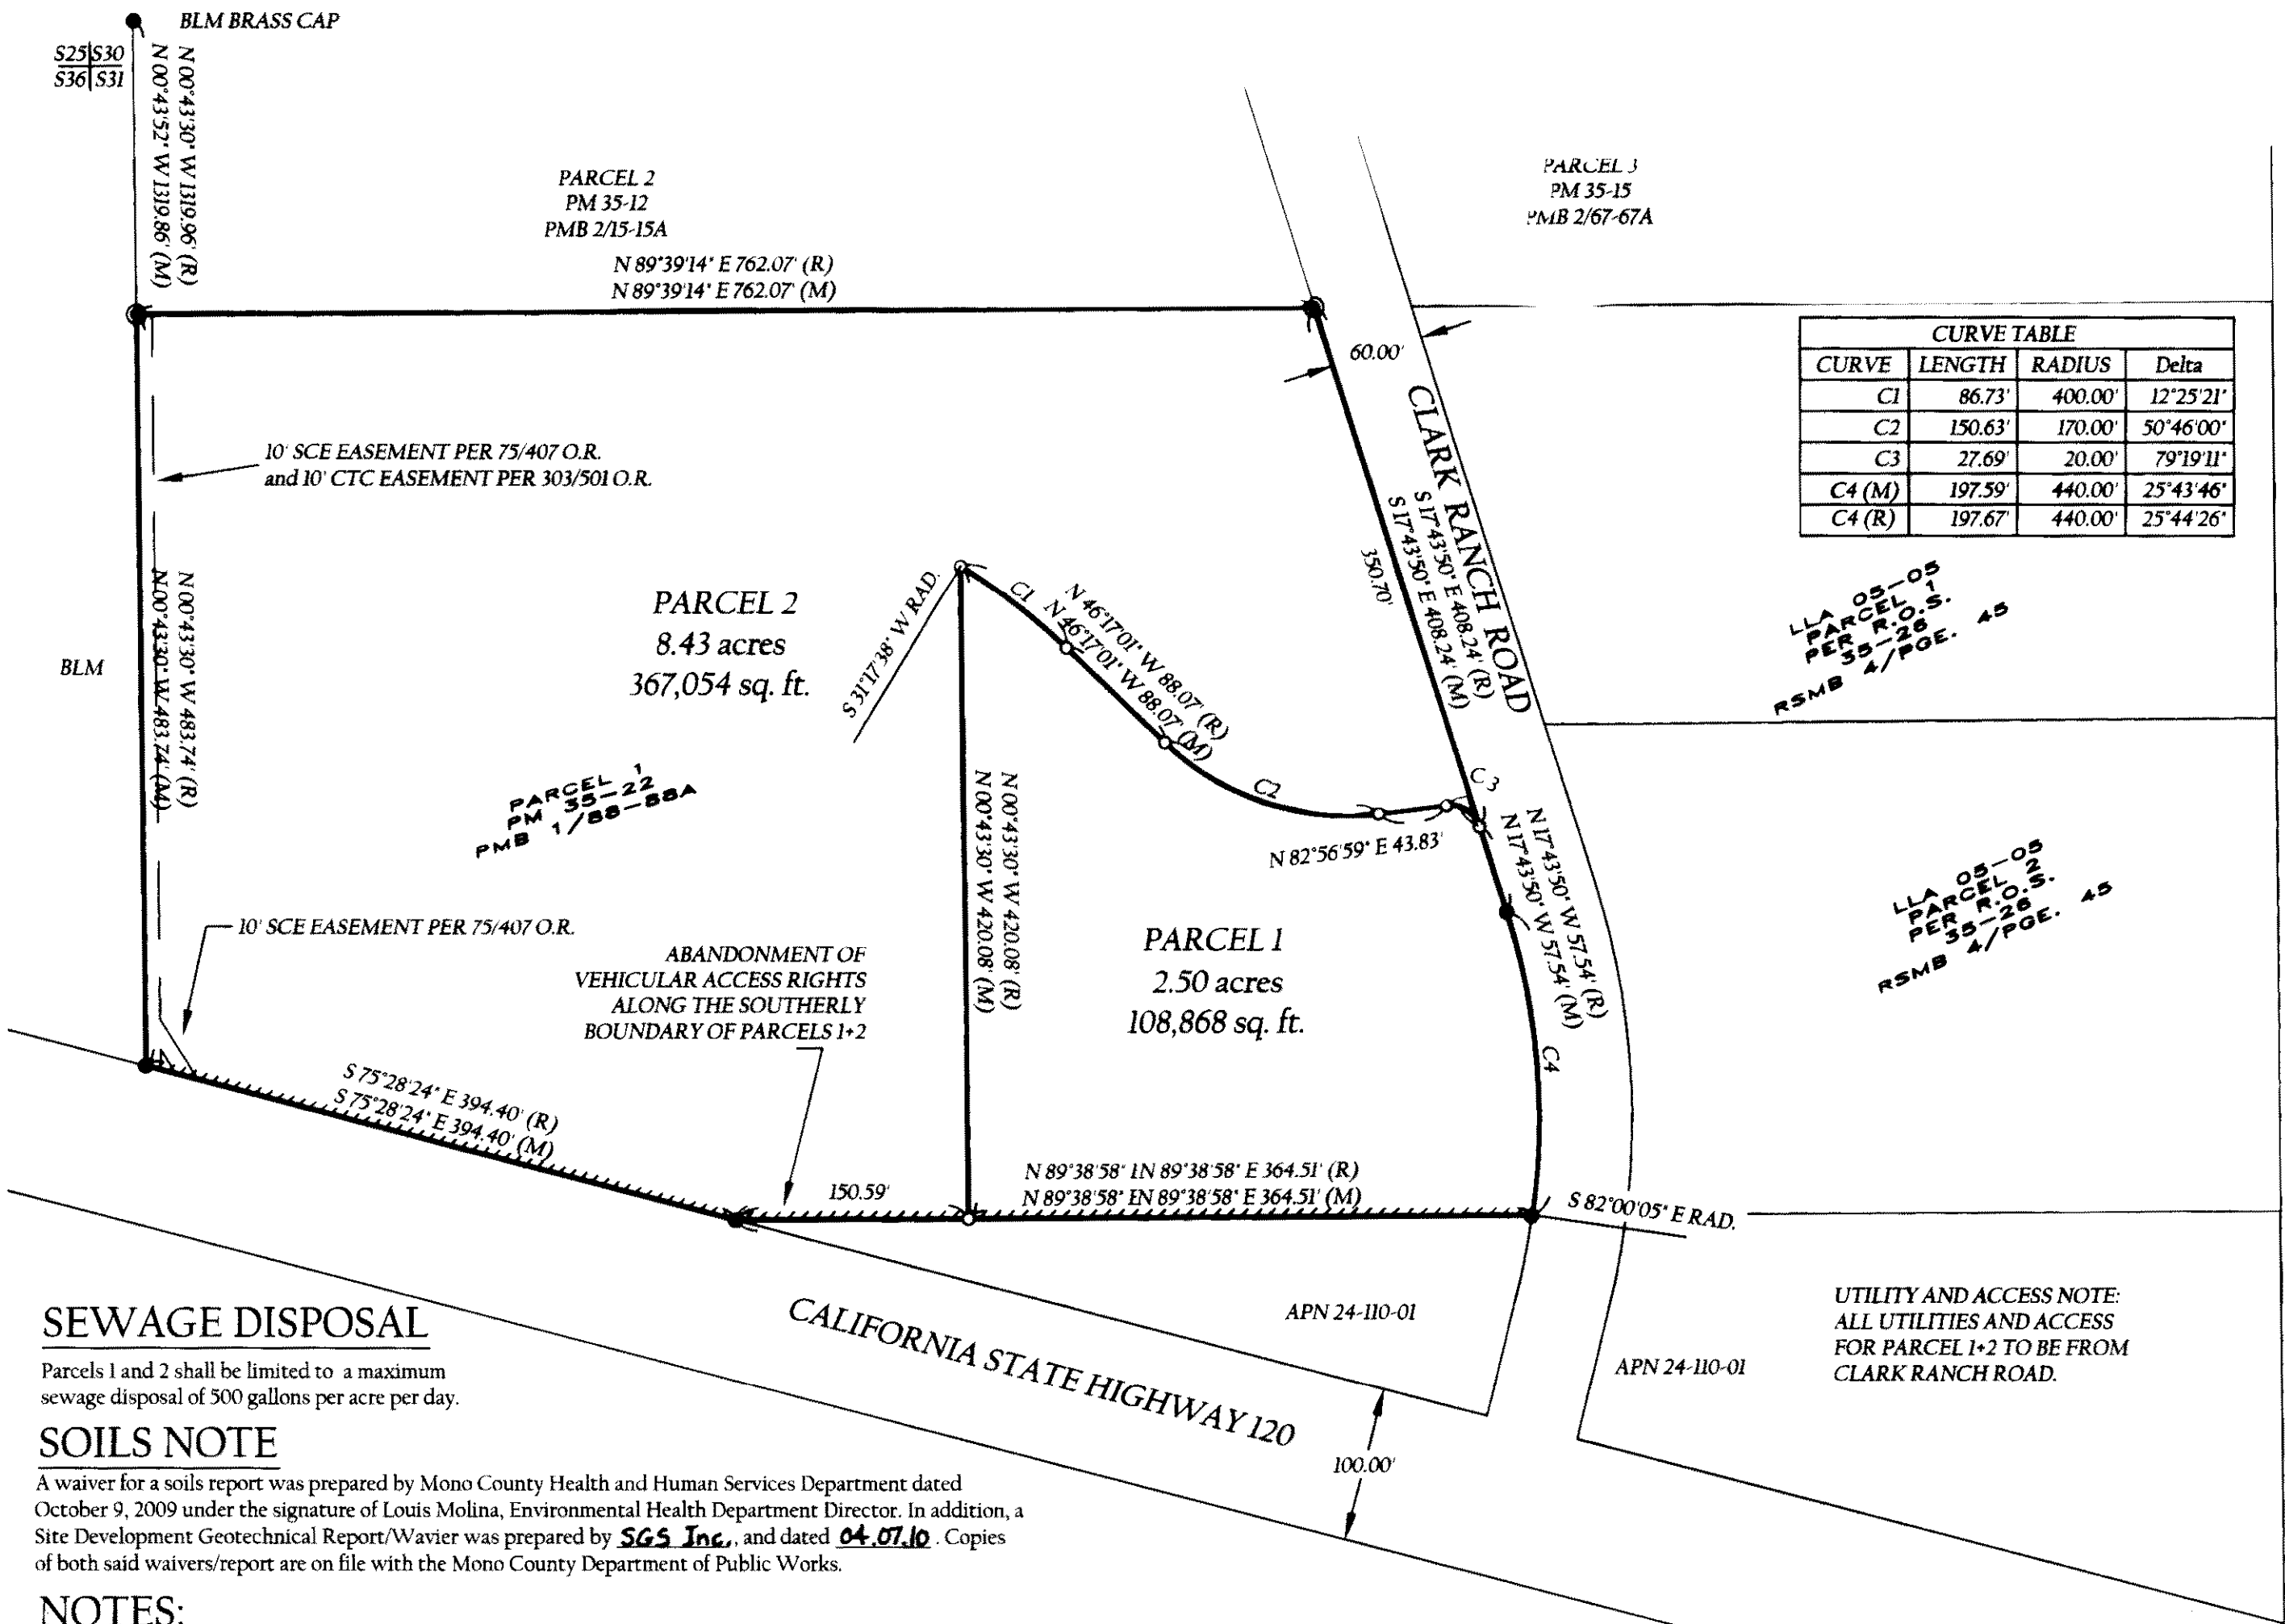 BLM BRASS CAP
S25|S30
S36|S31
N 00°43'30" W 1319.96' (R)
N 00°43'52" W 1319.86' (M)
PARCEL 2
PM 35-12
PMB 2/15-15A
N 89°39'14" E 762.07' (R)
N 89°39'14" E 762.07' (M)
PARCEL 3
PM 35-15
PMB 2/67-67A
60.00'
CLARK RANCH ROAD
S 17°43'50" E 408.24' (R)
S 17°43'50" E 408.24' (M)
350.70'
CURVE TABLE
CURVE LENGTH RADIUS Delta
C1 86.73' 400.00' 12°25'21"
C2 150.63' 170.00' 50°46'00"
C3 27.69' 20.00' 79°19'11"
C4 (M) 197.59' 440.00' 25°43'46"
C4 (R) 197.67' 440.00' 25°44'26"
10' SCE EASEMENT PER 75/407 O.R.
and 10' CTC EASEMENT PER 303/501 O.R.
N 00°43'30" W 483.74' (R)
N 00°43'30" W 483.74' (M)
BLM
PARCEL 2
8.43 acres
367,054 sq. ft.
S 31°17'38" W RAD.
C1
N 46°17'01" W 88.07' (R)
N 46°17'01" W 88.07' (M)
C2
C3
N 82°56'59" E 43.83'
LLA 05-05
PARCEL 1
PER R.O.S.
35-26
RSMB 4/PGE. 45
PARCEL 1
PM 35-22
PMB 1/88-88A
N 00°43'30" W 420.08' (R)
N 00°43'30" W 420.08' (M)
N 17°43'50" W 57.54' (R)
N 17°43'50" W 57.54' (M)
C4
LLA 05-05
PARCEL 2
PER R.O.S.
35-26
RSMB 4/PGE. 45
10' SCE EASEMENT PER 75/407 O.R.
ABANDONMENT OF
VEHICULAR ACCESS RIGHTS
ALONG THE SOUTHERLY
BOUNDARY OF PARCELS 1+2
PARCEL 1
2.50 acres
108,868 sq. ft.
S 75°28'24" E 394.40' (R)
S 75°28'24" E 394.40' (M)
150.59'
N 89°38'58" IN 89°38'58" E 364.51' (R)
N 89°38'58" EN 89°38'58" E 364.51' (M)
S 82°00'05" E RAD.
APN 24-110-01
CALIFORNIA STATE HIGHWAY 120
100.00'
APN 24-110-01
UTILITY AND ACCESS NOTE:
ALL UTILITIES AND ACCESS
FOR PARCEL 1+2 TO BE FROM
CLARK RANCH ROAD.
SEWAGE DISPOSAL
Parcels 1 and 2 shall be limited to a maximum
sewage disposal of 500 gallons per acre per day.
SOILS NOTE
A waiver for a soils report was prepared by Mono County Health and Human Services Department dated
October 9, 2009 under the signature of Louis Molina, Environmental Health Department Director. In addition, a
Site Development Geotechnical Report/Wavier was prepared by SGS Inc., and dated 04.07.10 . Copies
of both said waivers/report are on file with the Mono County Department of Public Works.
NOTES: